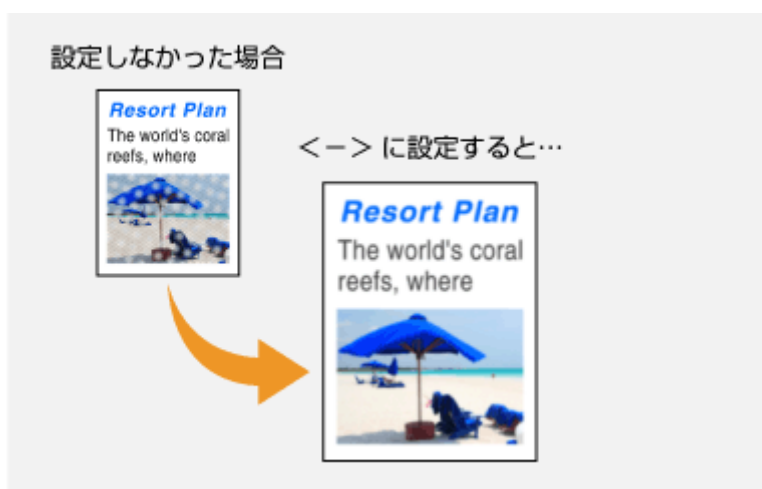 設定しなかった場合
Resort Plan
The world's coral
reefs, where
<－> に設定すると…
Resort Plan
The world's coral
reefs, where